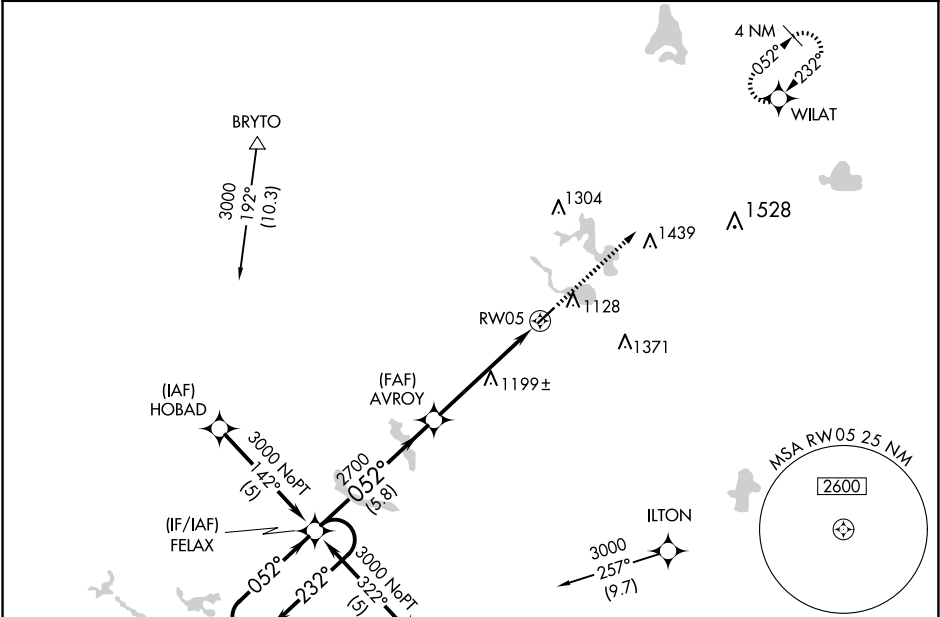 4 NM
052°
232°
WILAT
BRYTO
3000
192°
(10.3)
1304
1439
1528
RW05
1128
1371
(FAF)
AVROY
1199±
(IAF)
HOBAD
3000 NoPT
142°
(5)
2700
052°
(5.8)
MSA RW05 25 NM
2600
(IF/IAF)
FELAX
ILTON
3000
257°
(9.7)
052°
232°
3000 NoPT
322°
(5)